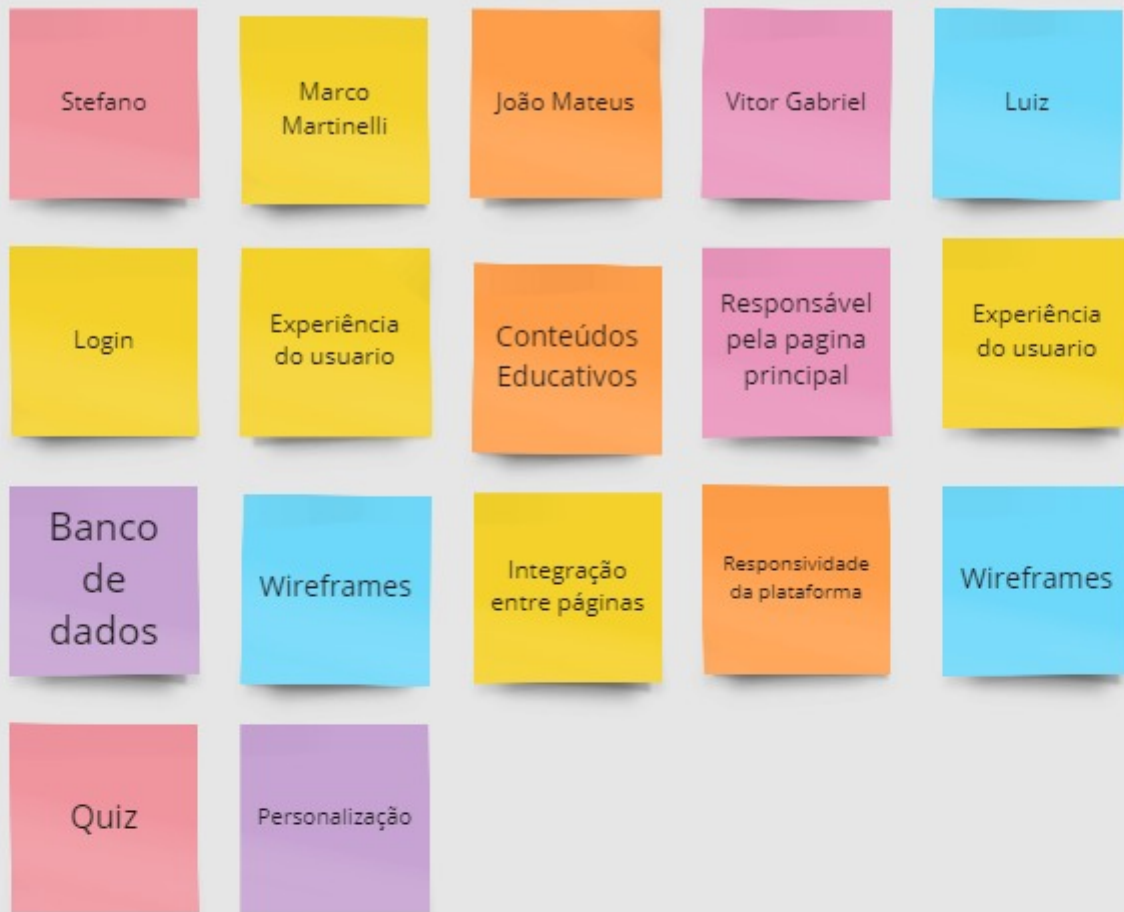 Stefano
Marco
Martinelli
João Mateus
Vitor Gabriel
Luiz
Login
Experiência
do usuario
Conteúdos
Educativos
Responsável
pela pagina
principal
Experiência
do usuario
Banco
de
dados
Wireframes
Integração
entre páginas
Responsividade
da plataforma
Wireframes
Quiz
Personalização